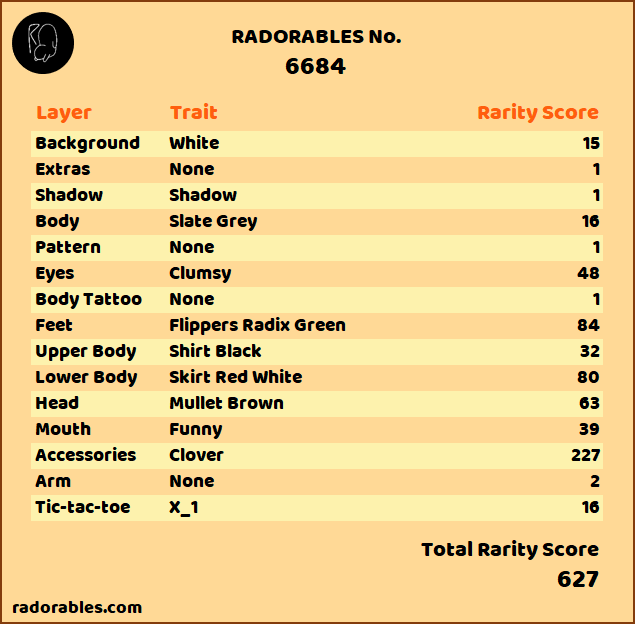 RADORABLES No.
6684
Layer Trait Rarity Score
Background White 15
Extras None 1
Shadow Shadow 1
Body Slate Grey 16
Pattern None 1
Eyes Clumsy 48
Body Tattoo None 1
Feet Flippers Radix Green 84
Upper Body Shirt Black 32
Lower Body Skirt Red White 80
Head Mullet Brown 63
Mouth Funny 39
Accessories Clover 227
Arm None 2
Tic-tac-toe X_1 16
Total Rarity Score
627
radorables.com